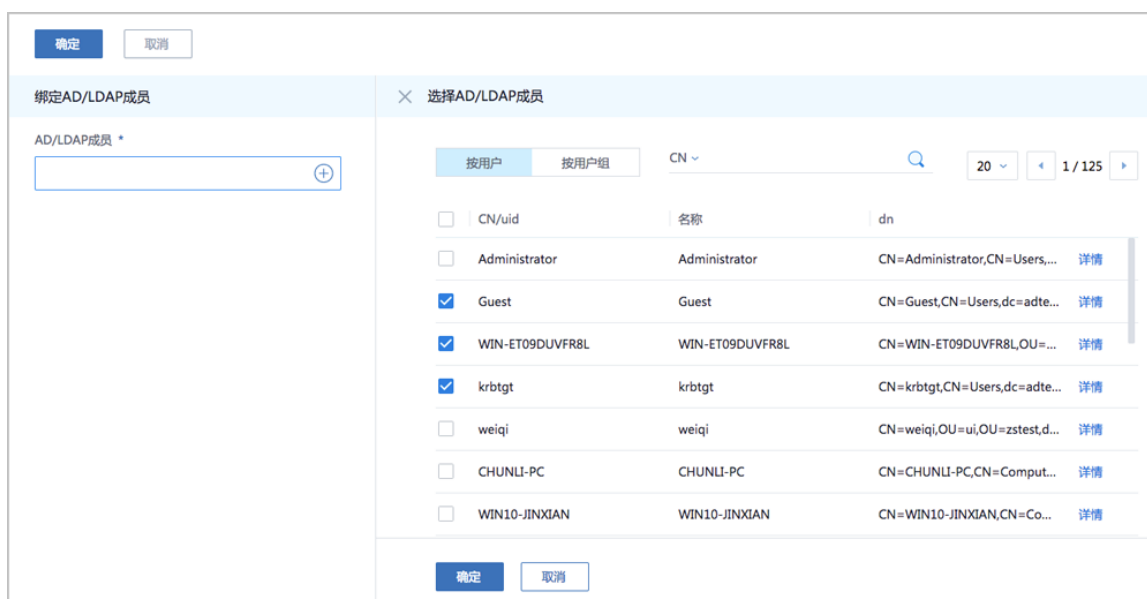 确定 取消
绑定AD/LDAP成员
AD/LDAP成员 *
选择AD/LDAP成员
按用户 按用户组 CN 20 1 / 125
CN/uid 名称 dn
Administrator Administrator CN=Administrator,CN=Users,... 详情
Guest Guest CN=Guest,CN=Users,dc=adte... 详情
WIN-ET09DUVFR8L WIN-ET09DUVFR8L CN=WIN-ET09DUVFR8L,OU=... 详情
krbtgt krbtgt CN=krbtgt,CN=Users,dc=adte... 详情
weiqi weiqi CN=weiqi,OU=ui,OU=zstest,d... 详情
CHUNLI-PC CHUNLI-PC CN=CHUNLI-PC,CN=Comput... 详情
WIN10-JINXIAN WIN10-JINXIAN CN=WIN10-JINXIAN,CN=Co... 详情
确定 取消